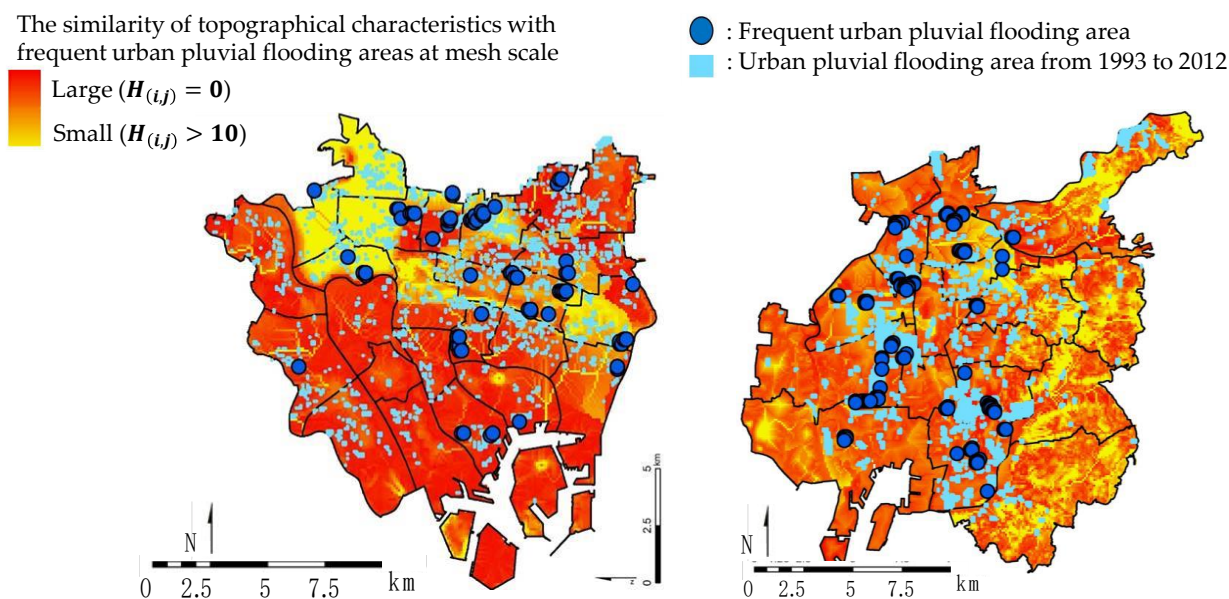 The similarity of topographical characteristics with
frequent urban pluvial flooding areas at mesh scale
Large (H(i,j) = 0)
Small (H(i,j) > 10)
: Frequent urban pluvial flooding area
: Urban pluvial flooding area from 1993 to 2012
N
0 2.5 5 7.5 km
0 2.5 5 km
z
N
0 2.5 5 7.5 km